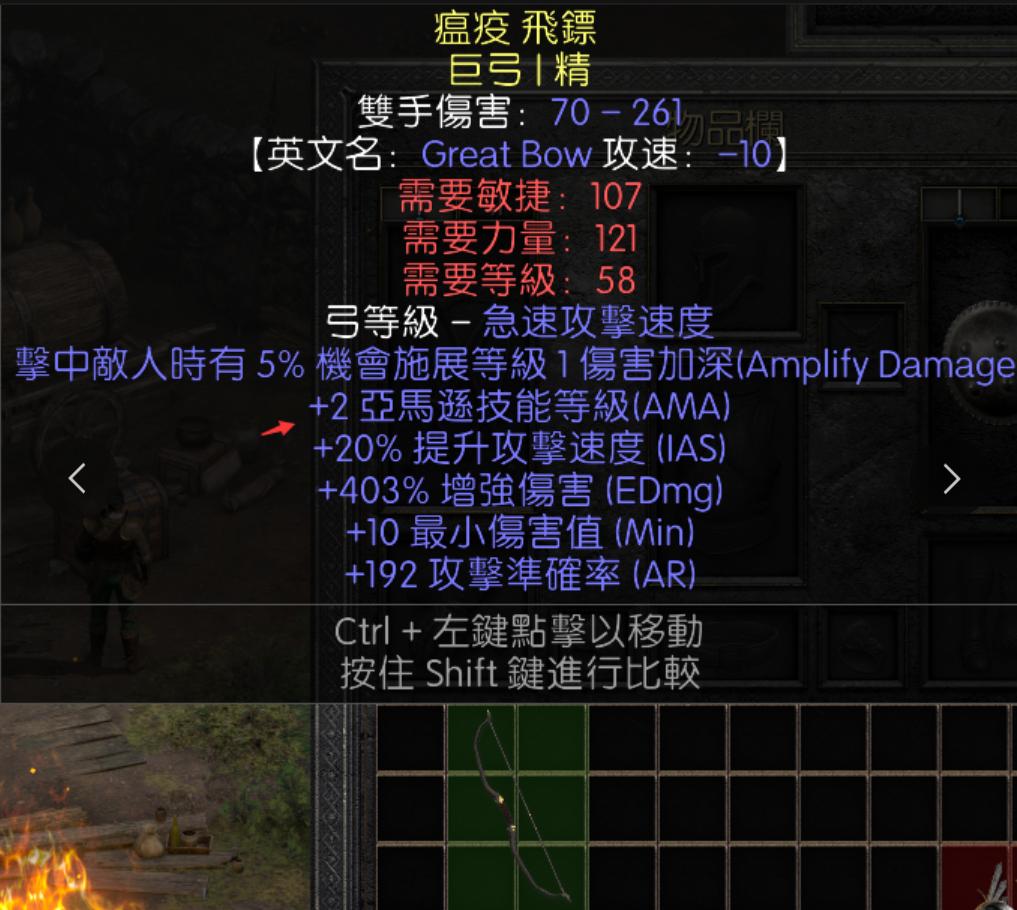 瘟疫 飛鏢
巨弓 | 精
雙手傷害： 70 – 261
物品欄
【英文名： Great Bow 攻速： –10】
需要敏捷： 107
需要力量： 121
需要等級： 58
弓等級 – 急速攻擊速度
擊中敵人時有 5% 機會施展等級 1 傷害加深(Amplify Damage
+2 亞馬遜技能等級(AMA)
+20% 提升攻擊速度 (IAS)
+403% 增強傷害 (EDmg)
+10 最小傷害值 (Min)
+192 攻擊準確率 (AR)
Ctrl + 左鍵點擊以移動
按住 Shift 鍵進行比較